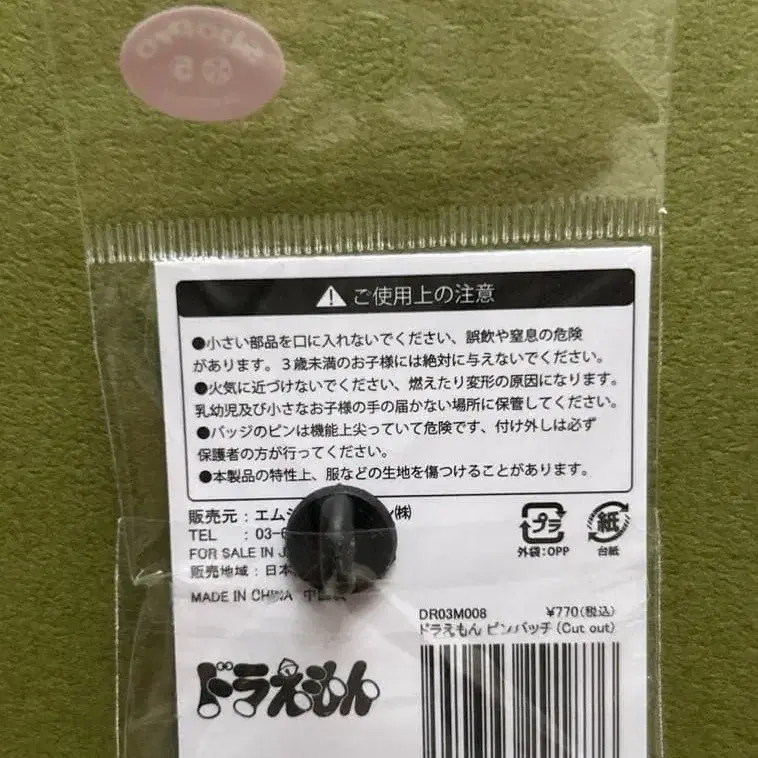 ご使用上の注意
●小さい部品を口に入れないでください、誤飲や窒息の危険
があります。３歳未満のお子様には絶対に与えないでください。
●火気に近づけないでください、燃えたり変形の原因になります。
乳幼児及び小さなお子様の手の届かない場所に保管してください。
●バッジのピンは機能上尖っていて危険です、付け外しは必ず
保護者の方が行ってください。
●本製品の特性上、服などの生地を傷つけることがあります。
販売元：エムシ ㈱
TEL ：03-6
FOR SALE IN J
販売地域：日本
MADE IN CHINA 中国
プラ
外袋：OPP
紙
台紙
DR03M008 ¥770(税込)
ドラえもん ピンバッチ (Cut out)
ドラえもん